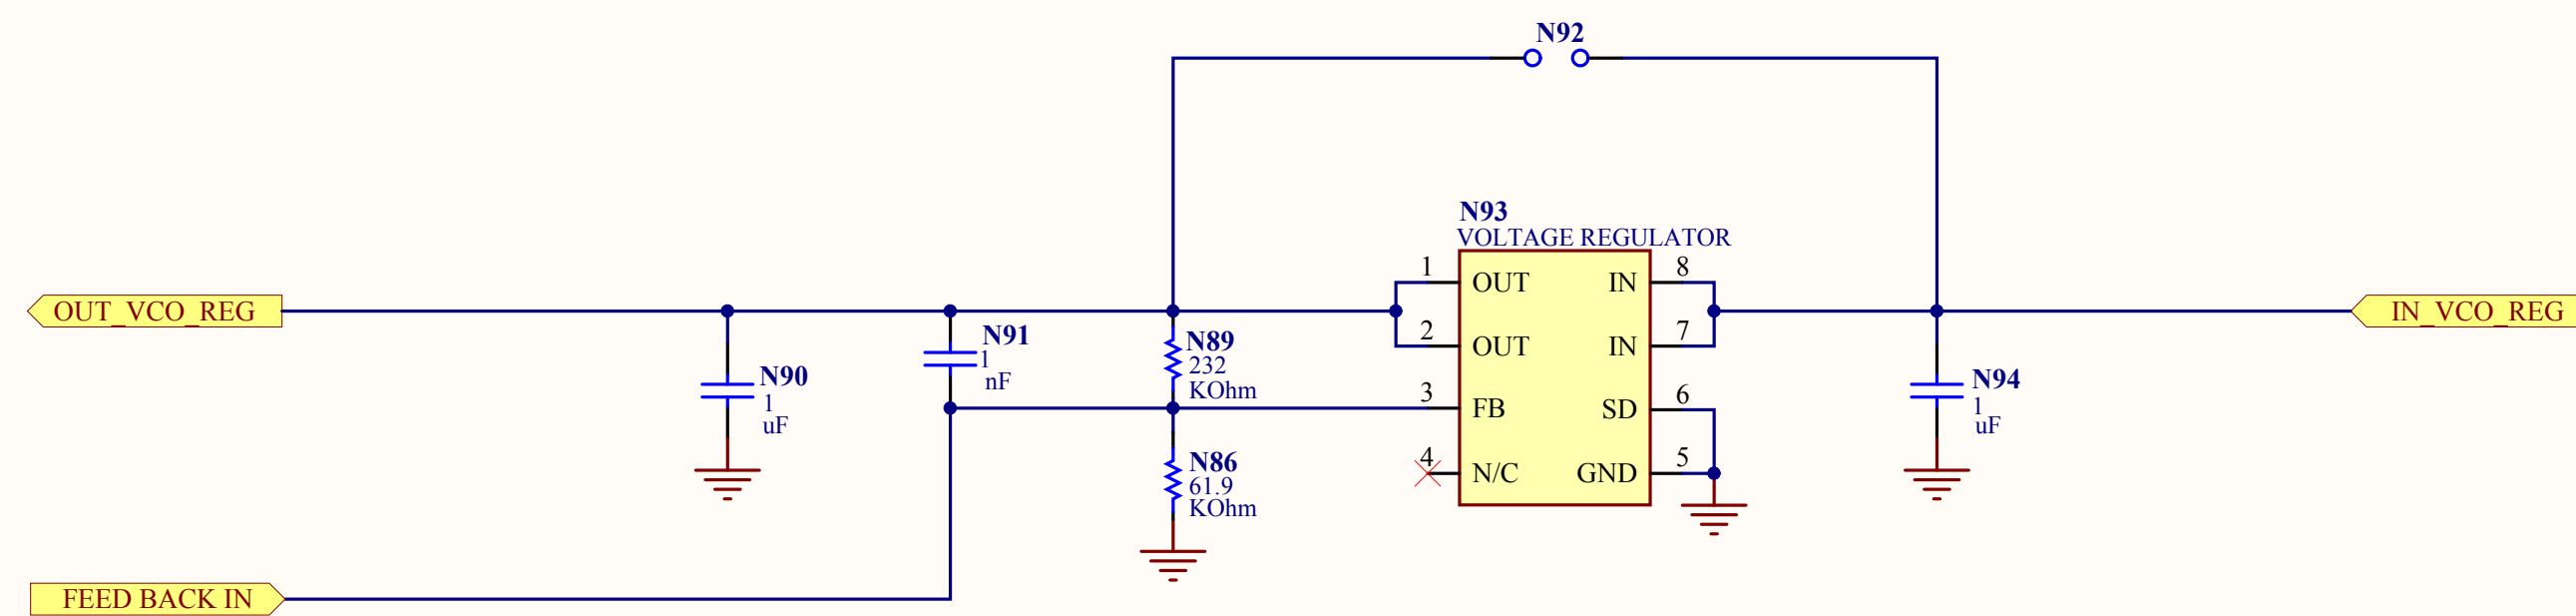 N92
N93
VOLTAGE REGULATOR
1 OUT IN 8
OUT_VCO_REG
IN_VCO_REG
2 OUT IN 7
N91
1
nF
N89
232
KOhm
N90
1
uF
N94
1
uF
3 FB SD 6
4 N/C GND 5
N86
61.9
KOhm
FEED BACK IN